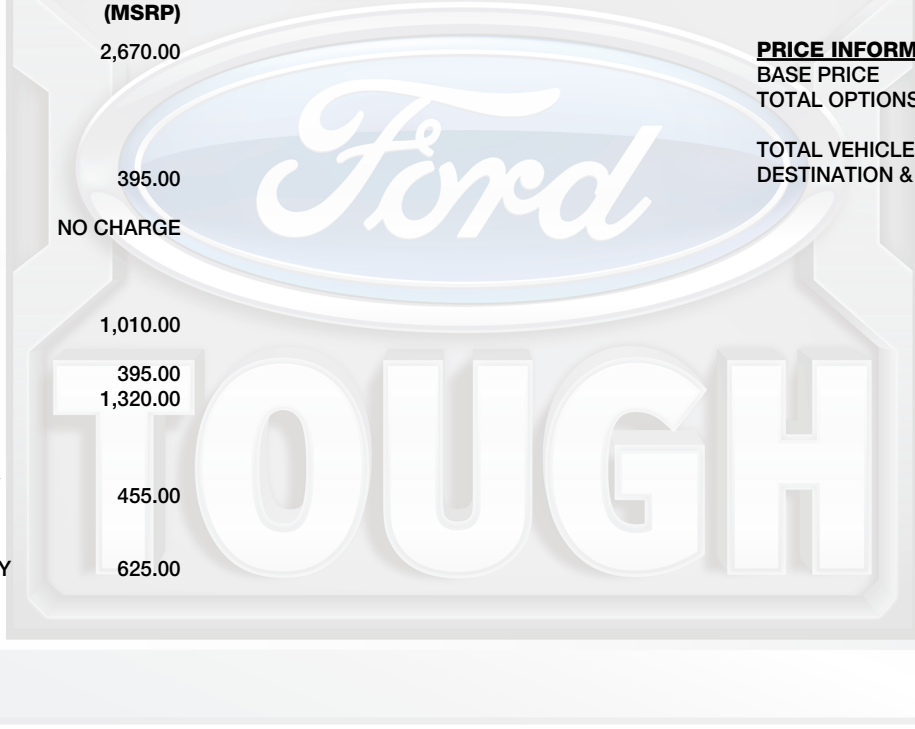 (MSRP)
2,670.00
395.00
NO CHARGE
1,010.00
395.00
1,320.00
455.00
Y 625.00
PRICE INFORM
BASE PRICE
TOTAL OPTIONS
TOTAL VEHICLE
DESTINATION &
Ford
TOUGH